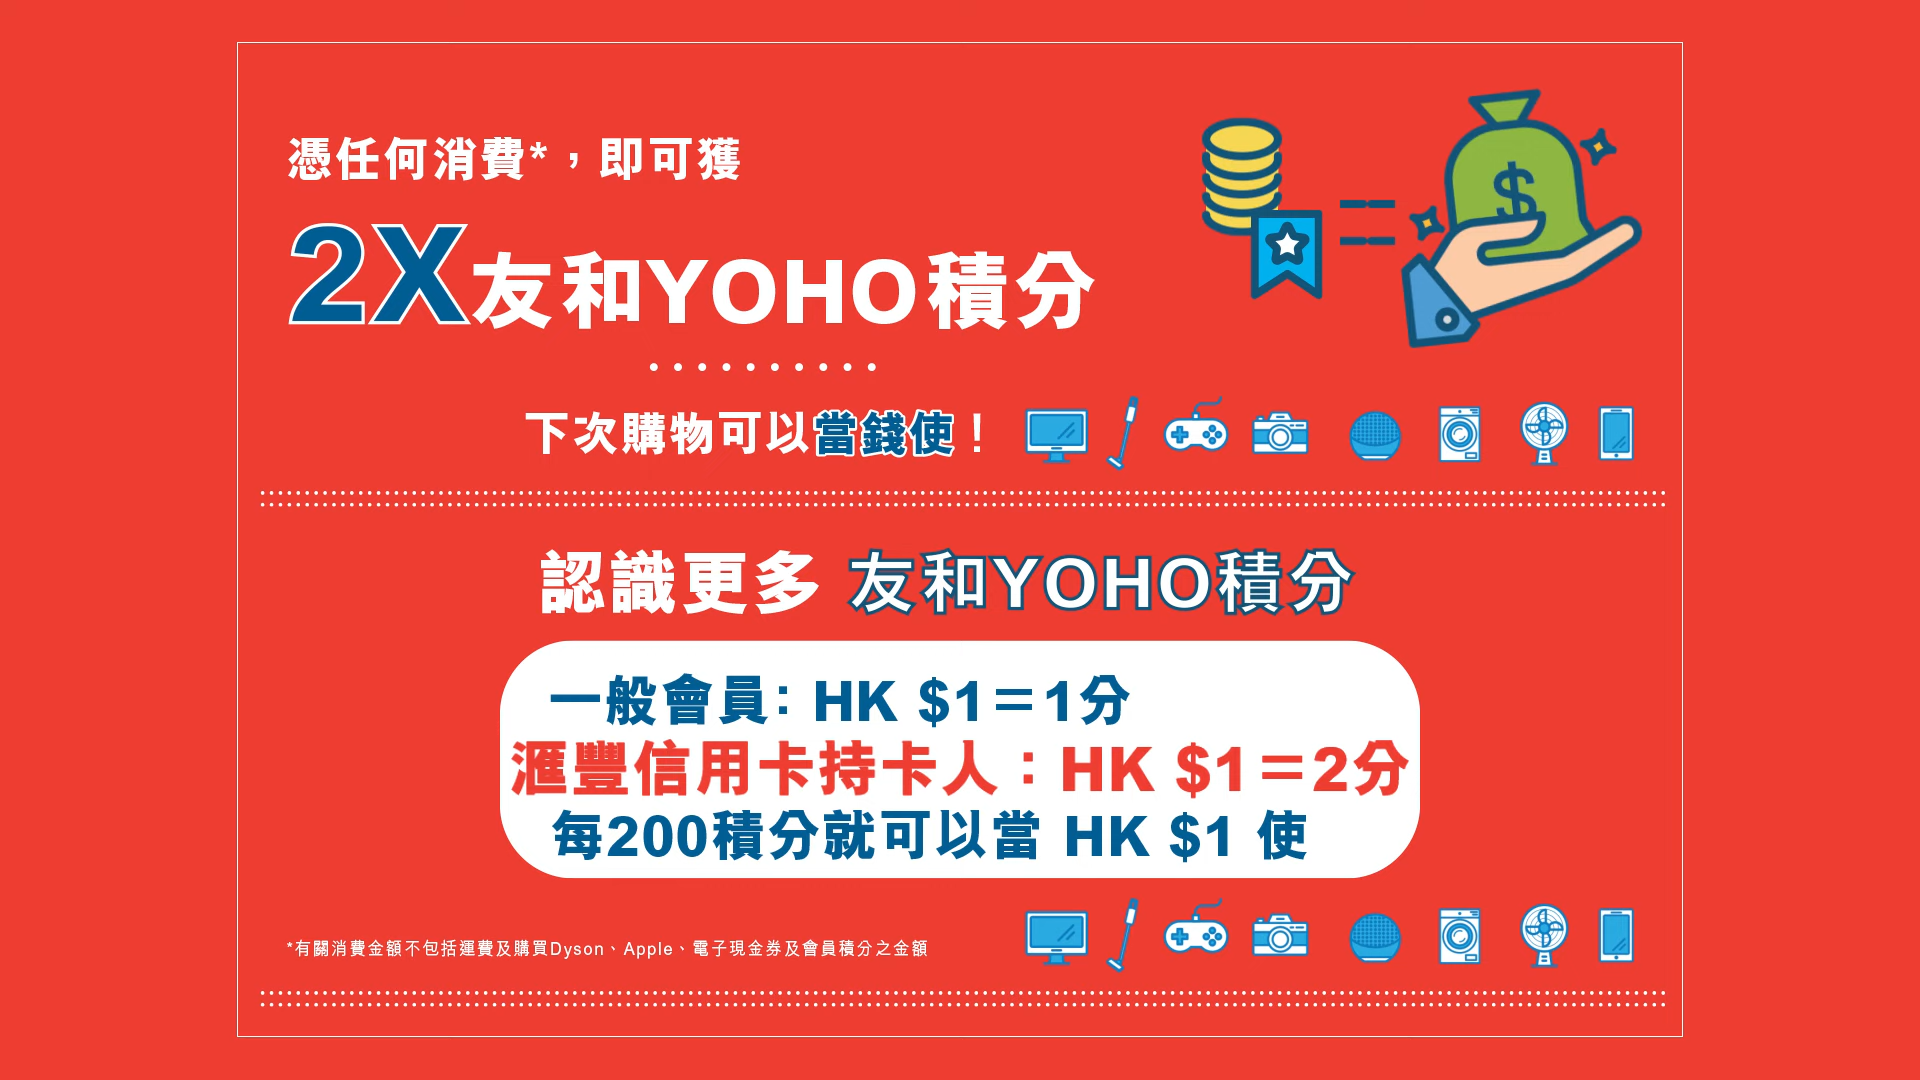 憑任何消費*，即可獲
2X友和YOHO積分
下次購物可以當錢使！
認識更多 友和YOHO積分
一般會員：HK $1＝1分
滙豐信用卡持卡人：HK $1＝2分
每200積分就可以當 HK $1 使
*有關消費金額不包括運費及購買Dyson、Apple、電子現金券及會員積分之金額